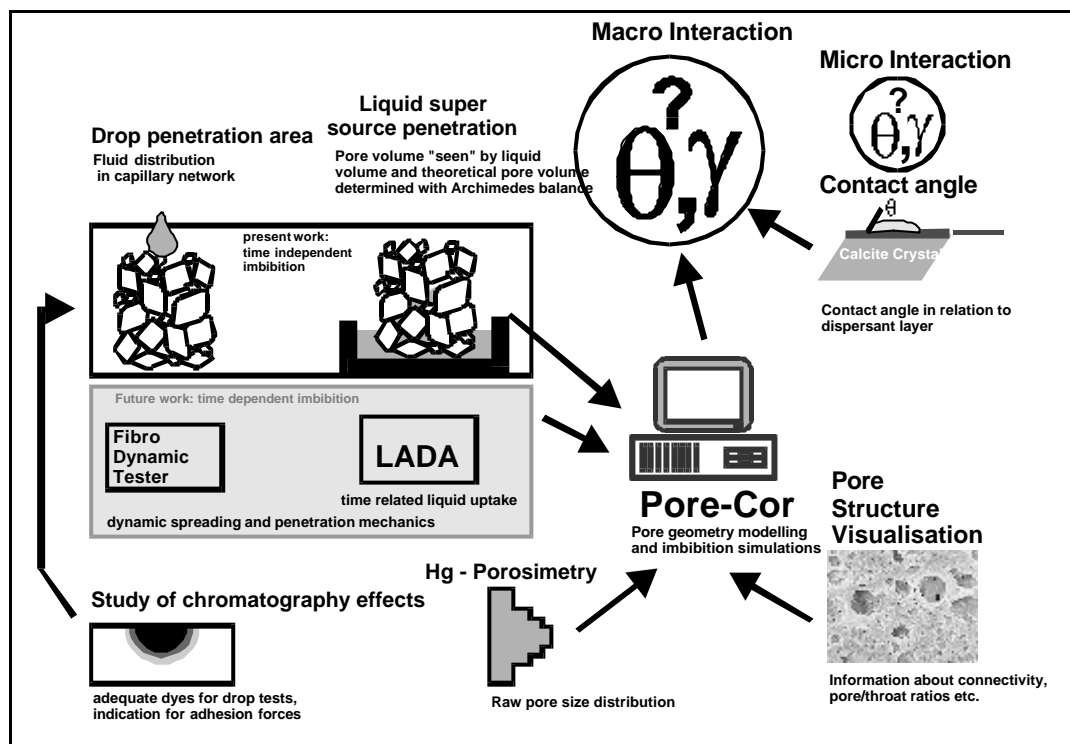 Macro Interaction
?
θ,γ
Micro Interaction
?
θ,γ
Drop penetration area
Fluid distribution
in capillary network
Liquid super
source penetration
Pore volume "seen" by liquid
volume and theoretical pore volume
determined with Archimedes balance
Contact angle
θ
Calcite Crystal
Contact angle in relation to
dispersant layer
present work:
time independent
imbibition
Future work: time dependent imbibition
Fibro
Dynamic
Tester
LADA
time related liquid uptake
dynamic spreading and penetration mechanics
Pore-Cor
Pore geometry modelling
and imbibition simulations
Pore
Structure
Visualisation
Information about connectivity,
pore/throat ratios etc.
Hg - Porosimetry
Raw pore size distribution
Study of chromatography effects
adequate dyes for drop tests,
indication for adhesion forces